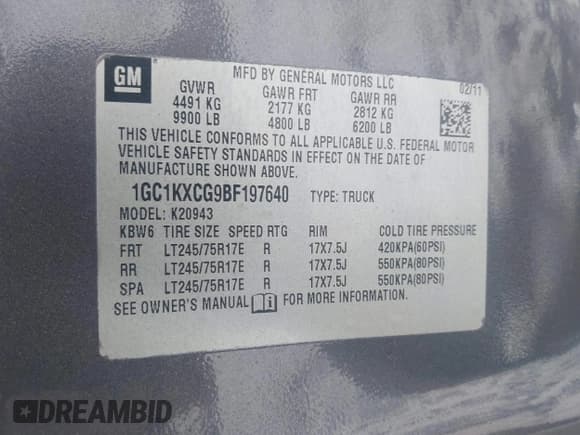 GM
MFD BY GENERAL MOTORS LLC
02/11
GVWR GAWR FRT GAWR RR
4491 KG 2177 KG 2812 KG
9900 LB 4800 LB 6200 LB
THIS VEHICLE CONFORMS TO ALL APPLICABLE U.S. FEDERAL MOTOR
VEHICLE SAFETY STANDARDS IN EFFECT ON THE DATE OF
MANUFACTURE SHOWN ABOVE.
1GC1KXCG9BF197640 TYPE: TRUCK
MODEL: K20943
KBW6 TIRE SIZE SPEED RTG RIM COLD TIRE PRESSURE
FRT LT245/75R17E R 17X7.5J 420KPA(60PSI)
RR LT245/75R17E R 17X7.5J 550KPA(80PSI)
SPA LT245/75R17E R 17X7.5J 550KPA(80PSI)
SEE OWNER'S MANUAL FOR MORE INFORMATION.
DREAMBID